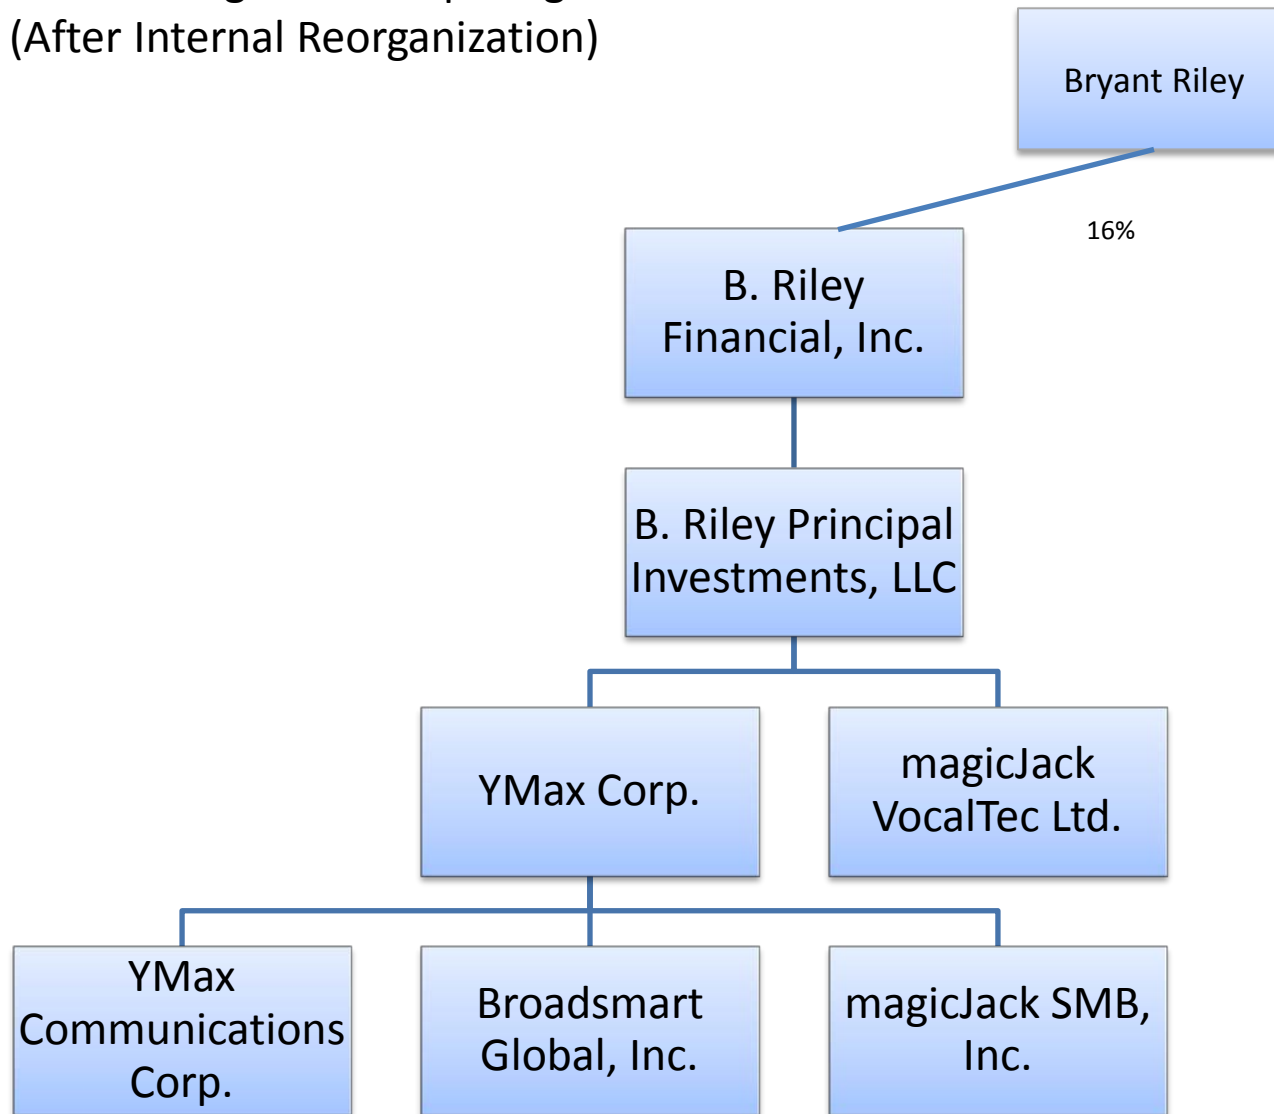 (After Internal Reorganization)
Bryant Riley
16%
B. Riley
Financial, Inc.
B. Riley Principal
Investments, LLC
YMax Corp.
magicJack
VocalTec Ltd.
YMax
Communications
Corp.
Broadsmart
Global, Inc.
magicJack SMB,
Inc.